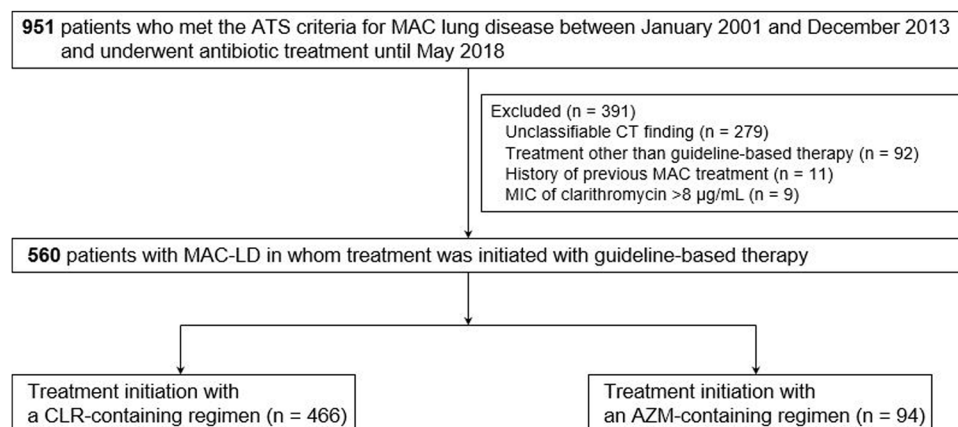 951 patients who met the ATS criteria for MAC lung disease between January 2001 and December 2013
and underwent antibiotic treatment until May 2018
Excluded (n = 391)
Unclassifiable CT finding (n = 279)
Treatment other than guideline-based therapy (n = 92)
History of previous MAC treatment (n = 11)
MIC of clarithromycin >8 μg/mL (n = 9)
560 patients with MAC-LD in whom treatment was initiated with guideline-based therapy
Treatment initiation with
a CLR-containing regimen (n = 466)
Treatment initiation with
an AZM-containing regimen (n = 94)